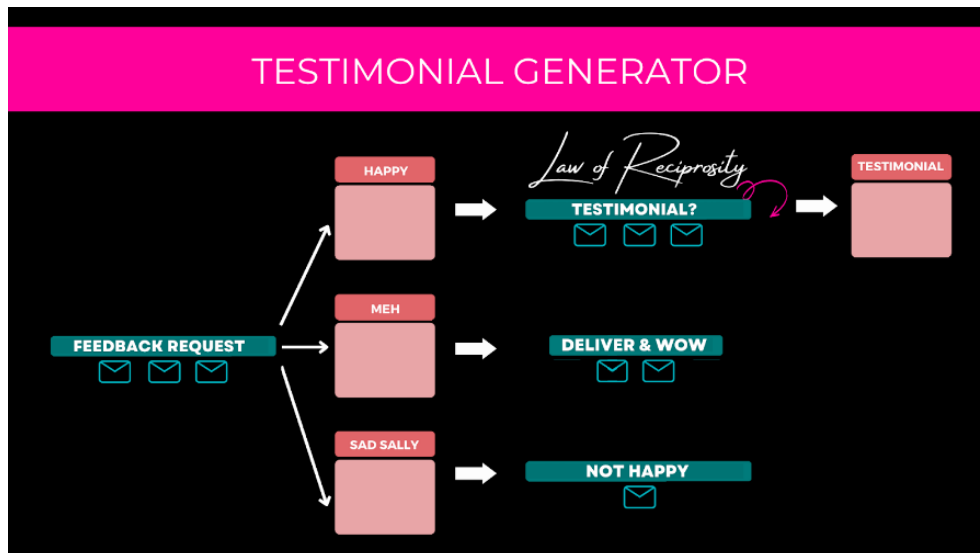 TESTIMONIAL GENERATOR
HAPPY
Law of Reciprosity
TESTIMONIAL?
TESTIMONIAL
FEEDBACK REQUEST
MEH
DELIVER & WOW
SAD SALLY
NOT HAPPY